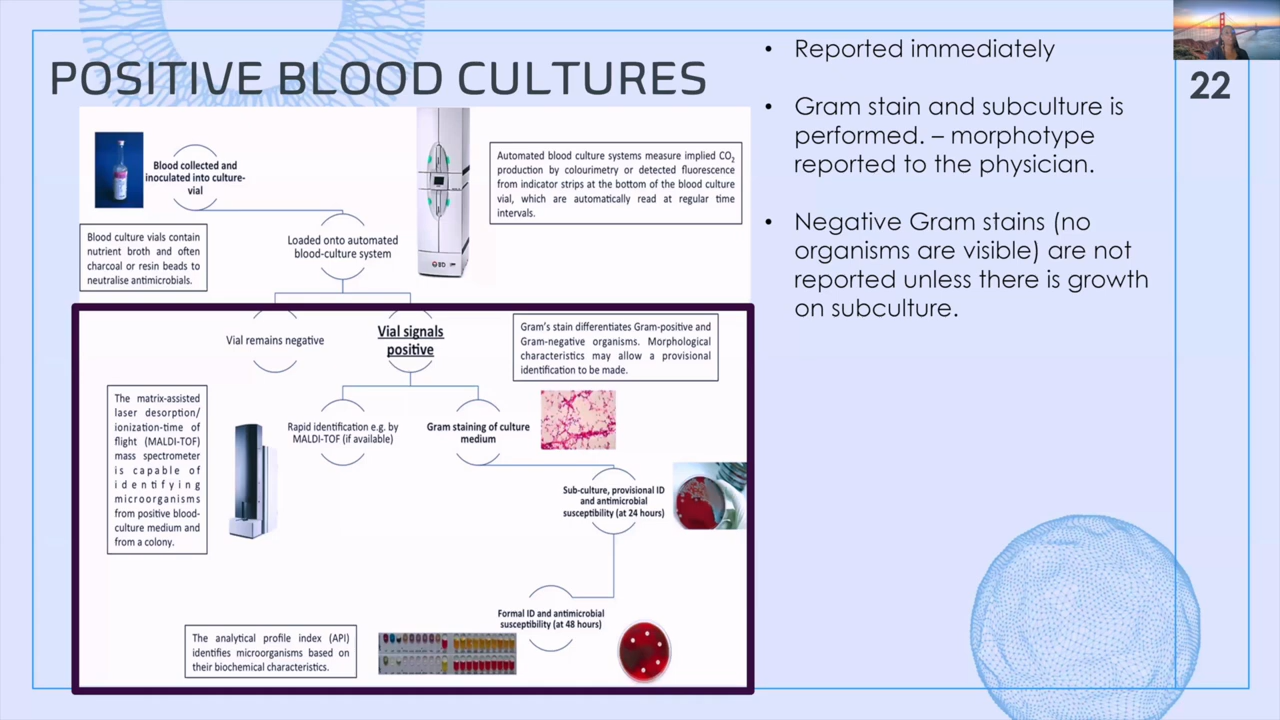 POSITIVE BLOOD CULTURES
22
Blood collected and
inoculated into culture-
vial
Automated blood culture systems measure implied CO₂
production by colourimetry or detected fluorescence
from indicator strips at the bottom of the blood culture
vial, which are automatically read at regular time
intervals.
Blood culture vials contain
nutrient broth and often
charcoal or resin beads to
neutralise antimicrobials.
Loaded onto automated
blood-culture system
BD
Vial remains negative
Vial signals
positive
Gram's stain differentiates Gram-positive and
Gram-negative organisms. Morphological
characteristics may allow a provisional
identification to be made.
The matrix-assisted
laser desorption/
ionization-time of
flight (MALDI-TOF)
mass spectrometer
is capable of
identifying
microorganisms
from positive blood-
culture medium and
from a colony.
Rapid identification e.g. by
MALDI-TOF (if available)
Gram staining of culture
medium
Sub-culture, provisional ID
and antimicrobial
susceptibility (at 24 hours)
Formal ID and antimicrobial
susceptibility (at 48 hours)
The analytical profile index (API)
identifies microorganisms based on
their biochemical characteristics.
• Reported immediately
• Gram stain and subculture is
performed. – morphotype
reported to the physician.
• Negative Gram stains (no
organisms are visible) are not
reported unless there is growth
on subculture.